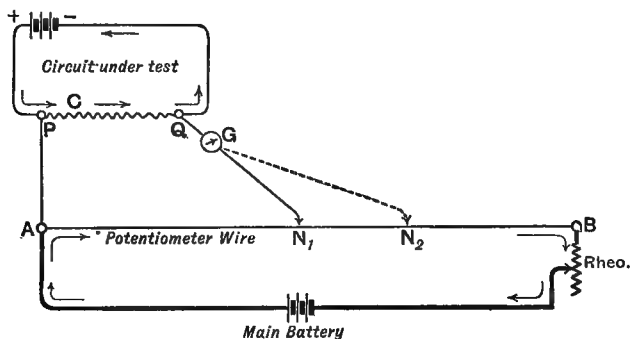 + -
Circuit under test
C
P Q G
A B
Potentiometer Wire N₁ N₂
Rheo.
Main Battery